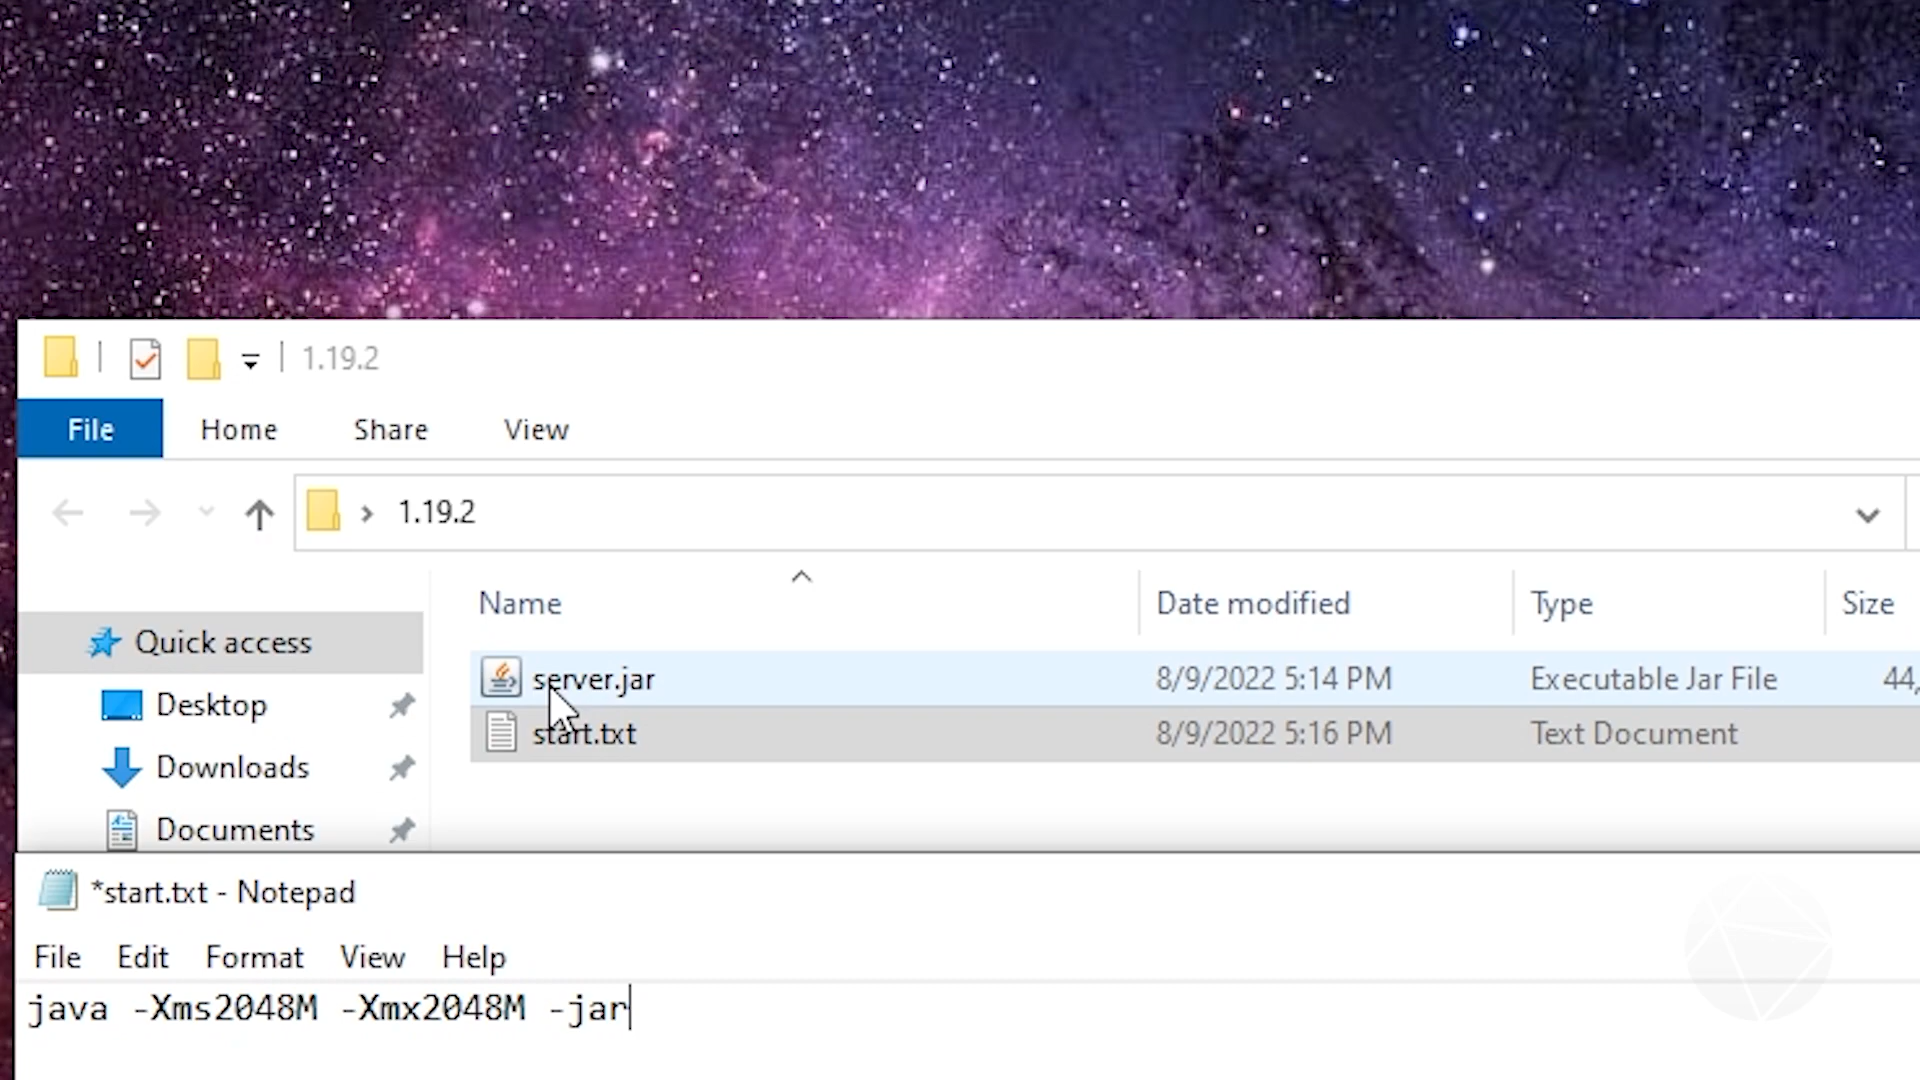 1.19.2
File Home Share View
1.19.2
Name Date modified Type Size
Quick access
server.jar 8/9/2022 5:14 PM Executable Jar File 44,
Desktop
start.txt 8/9/2022 5:16 PM Text Document
Downloads
Documents
*start.txt - Notepad
File Edit Format View Help
java -Xms2048M -Xmx2048M -jar